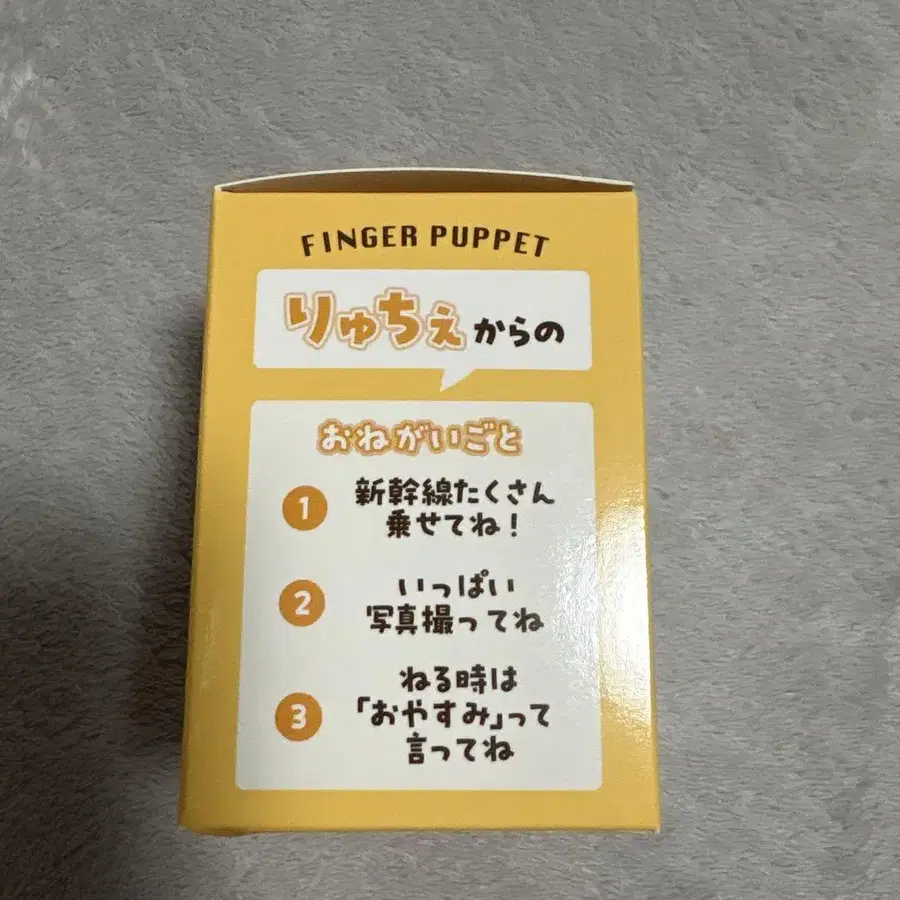 FINGER PUPPET
りゅちぇからの
おねがいごと
1 新幹線たくさん
乗せてね!
2 いっぱい
写真撮ってね
3 ねる時は
「おやすみ」って
言ってね